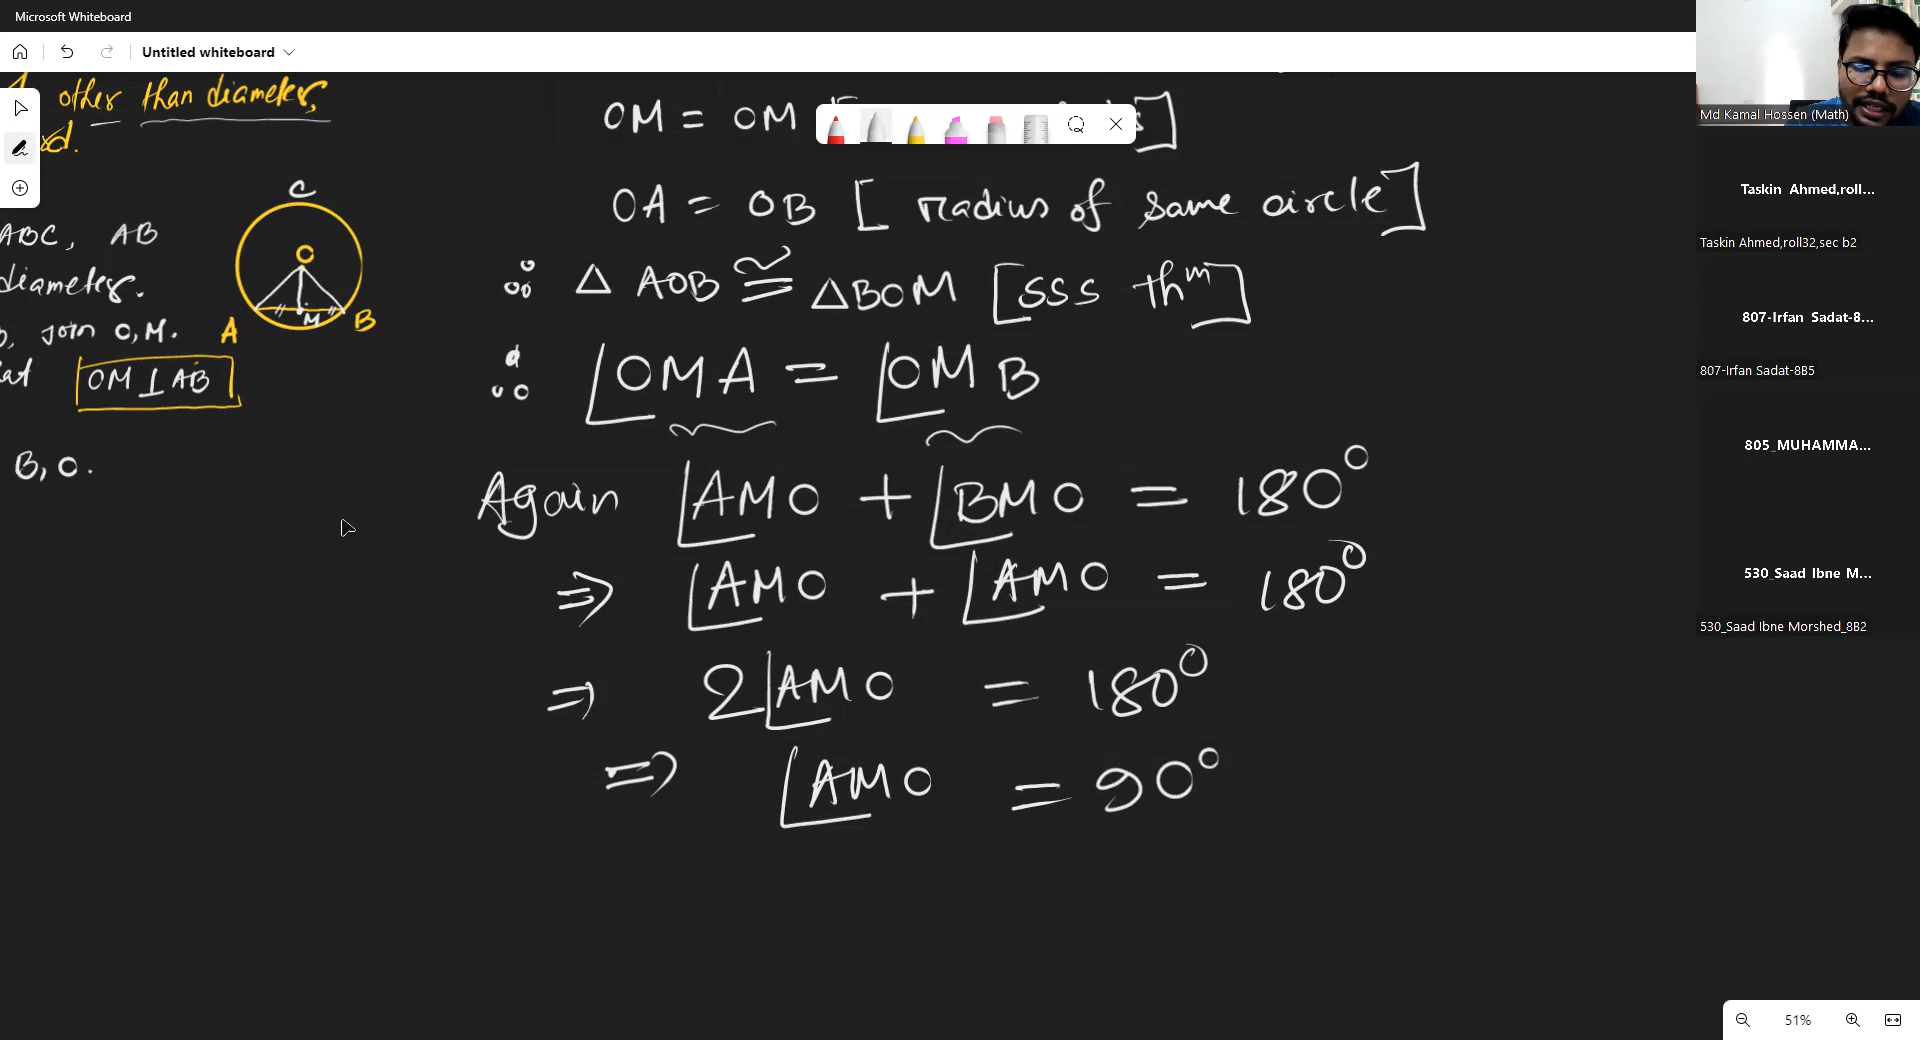 Microsoft Whiteboard
Untitled whiteboard
other than diameter,
ABC, AB
diameter.
join O, M.
OM ⊥ AB
B, O.
C
O
A
M
B
OM = OM [ ]
OA = OB [ radius of same circle ]
∴ △ AOB ≅ △BOM [SSS thm]
∴ ∠OMA = ∠OMB
Again ∠AMO + ∠BMO = 180°
⇒ ∠AMO + ∠AMO = 180°
⇒ 2∠AMO = 180°
⇒ ∠AMO = 90°
Md Kamal Hossen (Math)
Taskin Ahmed,roll...
Taskin Ahmed,roll32,sec b2
807-Irfan Sadat-8...
807-Irfan Sadat-8B5
805_MUHAMMA...
530_Saad Ibne M...
530_Saad Ibne Morshed_8B2
51%